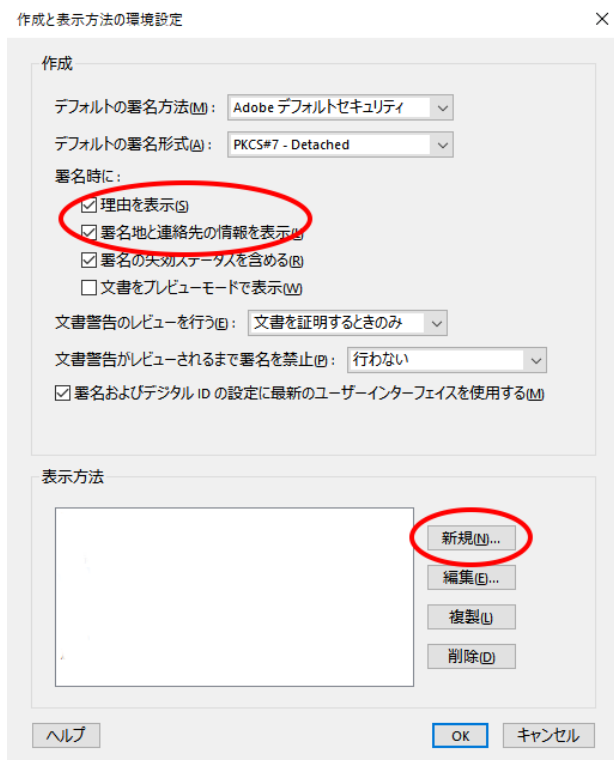 作成と表示方法の環境設定
作成
デフォルトの署名方法(M): Adobe デフォルトセキュリティ
デフォルトの署名形式(A): PKCS#7 - Detached
署名時に:
理由を表示(S)
署名地と連絡先の情報を表示(L)
署名の失効ステータスを含める(R)
文書をプレビューモードで表示(W)
文書警告のレビューを行う(E): 文書を証明するときのみ
文書警告がレビューされるまで署名を禁止(P): 行わない
署名およびデジタル ID の設定に最新のユーザーインターフェイスを使用する(M)
表示方法
新規(N)...
編集(E)...
複製(L)
削除(D)
ヘルプ OK キャンセル